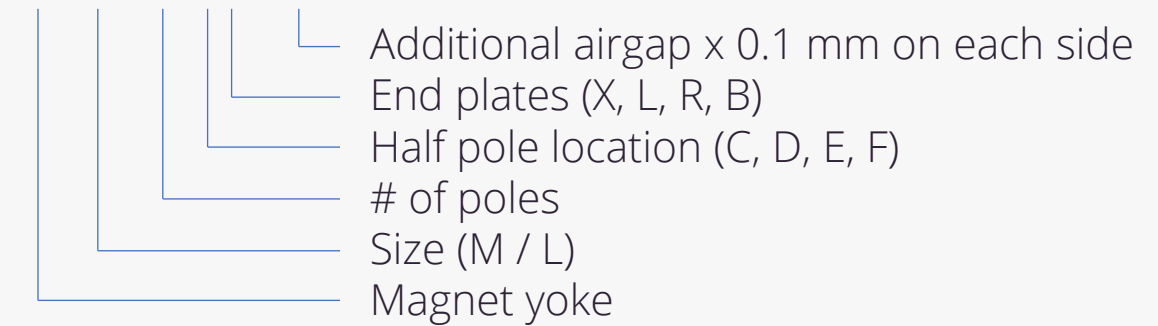 Additional airgap x 0.1 mm on each side
End plates (X, L, R, B)
Half pole location (C, D, E, F)
# of poles
Size (M / L)
Magnet yoke